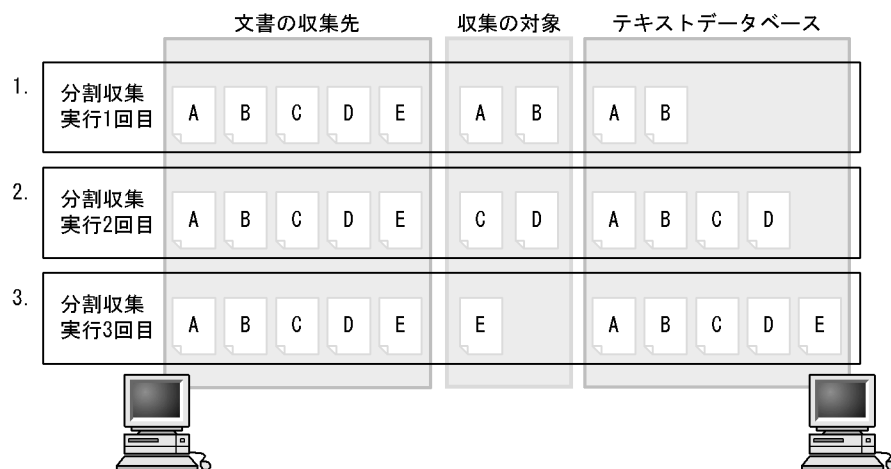 文書の収集先 収集の対象 テキストデータベース
1. 分割収集
実行1回目 A B C D E A B A B
2. 分割収集
実行2回目 A B C D E C D A B C D
3. 分割収集
実行3回目 A B C D E E A B C D E